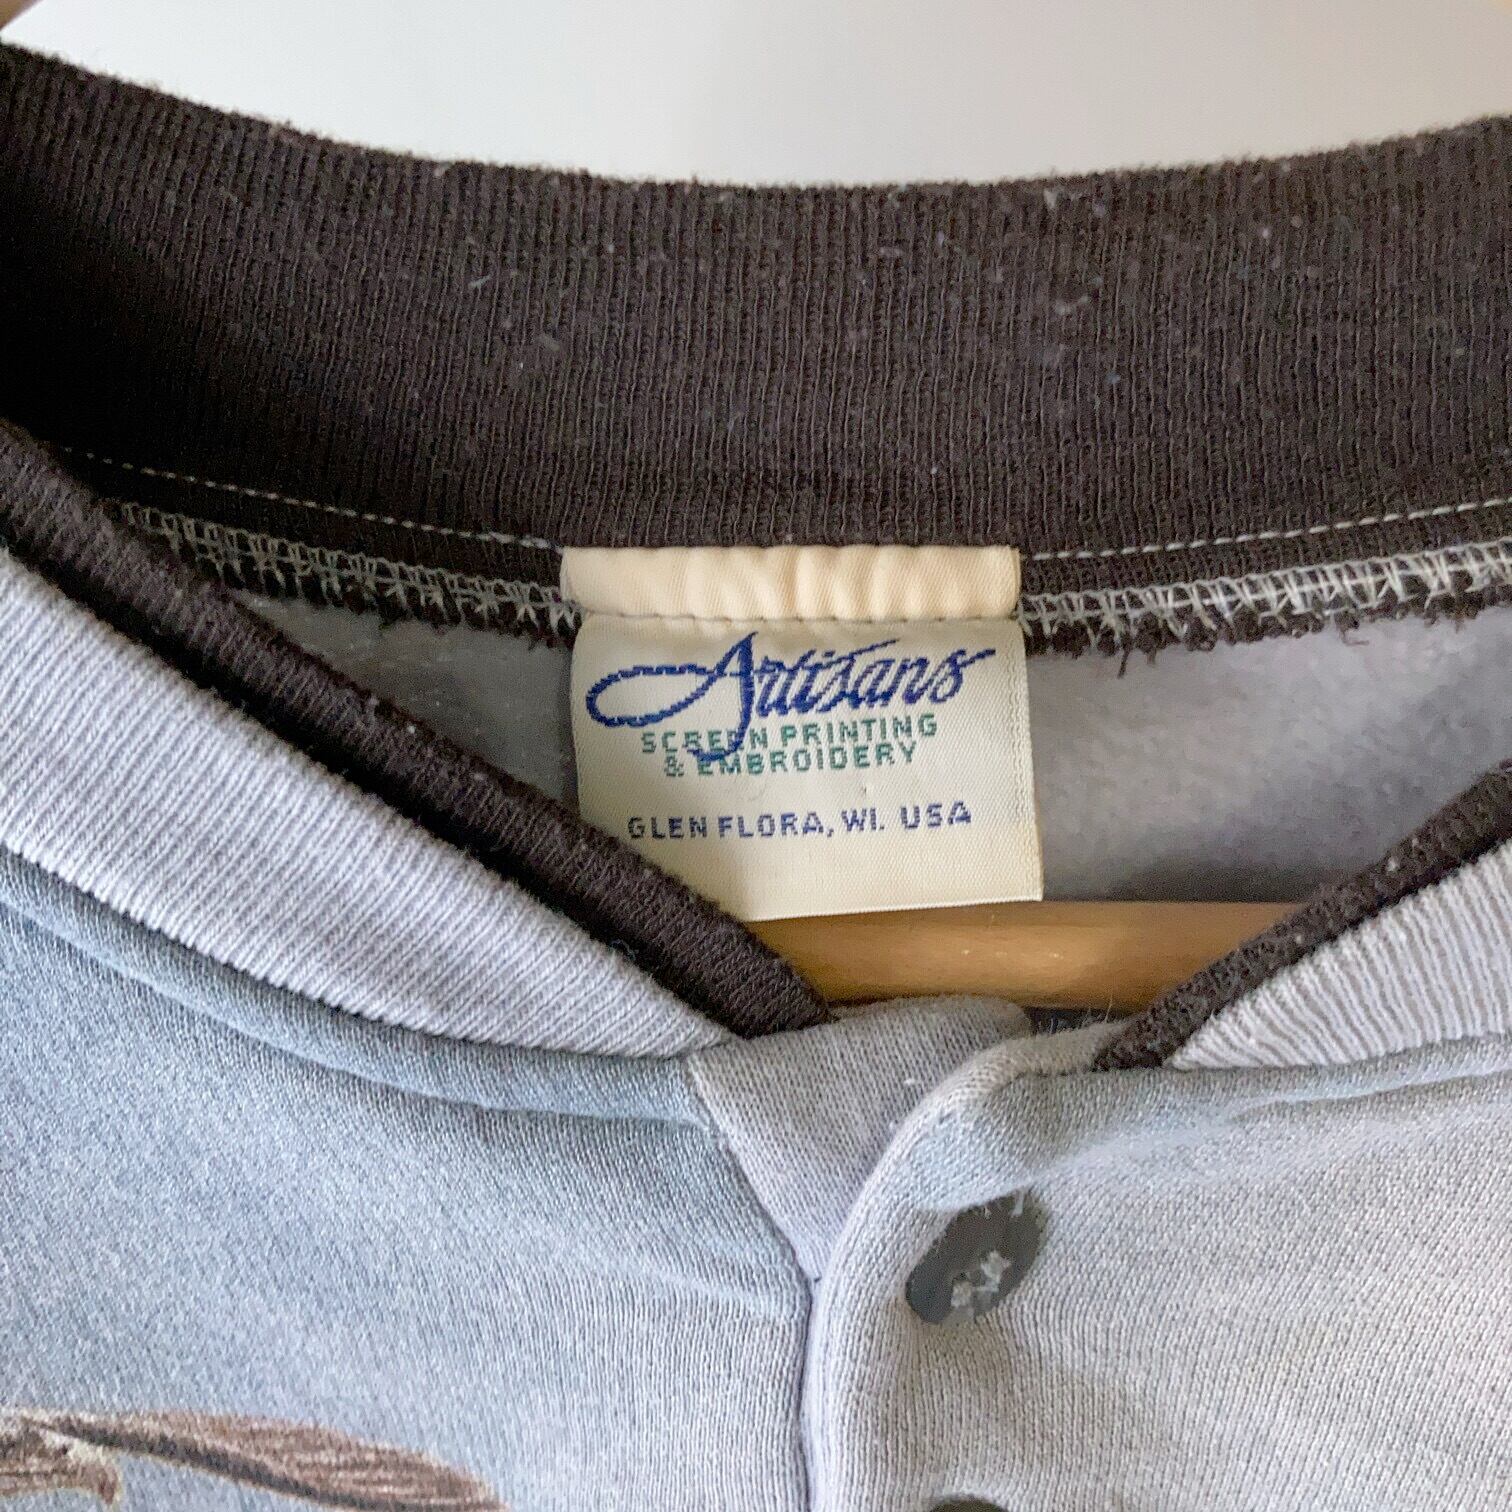 Artisans
SCREEN PRINTING
& EMBROIDERY
GLEN FLORA, WI. USA